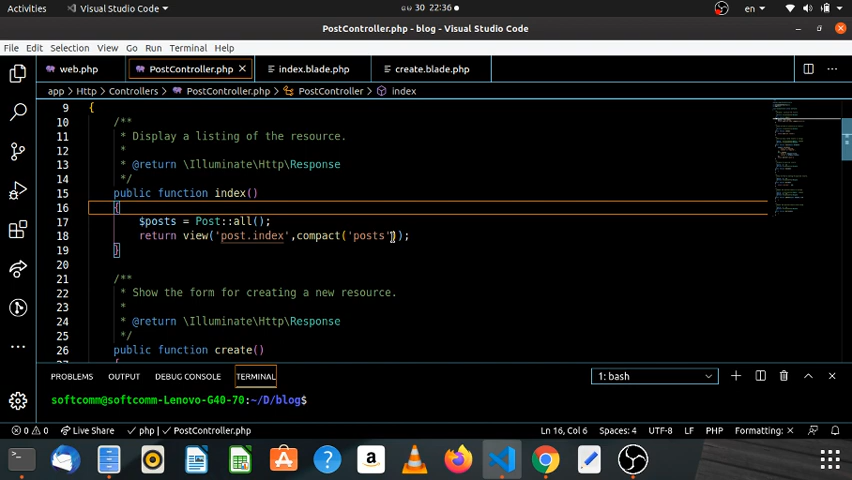 Activities
Visual Studio Code
30 22:36
en
PostController.php - blog - Visual Studio Code
File Edit Selection View Go Run Terminal Help
web.php PostController.php index.blade.php create.blade.php
app > Http > Controllers > PostController.php > PostController > index
9 {
10 /**
11 * Display a listing of the resource.
12 *
13 * @return \Illuminate\Http\Response
14 */
15 public function index()
16 {
17 $posts = Post::all();
18 return view('post.index',compact('posts'));
19 }
20
21 /**
22 * Show the form for creating a new resource.
23 *
24 * @return \Illuminate\Http\Response
25 */
26 public function create()
PROBLEMS OUTPUT DEBUG CONSOLE TERMINAL 1: bash
softcomm@softcomm-Lenovo-G40-70:~/D/blog$
0 0 Live Share php | PostController.php Ln 16, Col 6 Spaces: 4 UTF-8 LF PHP Formatting: ×